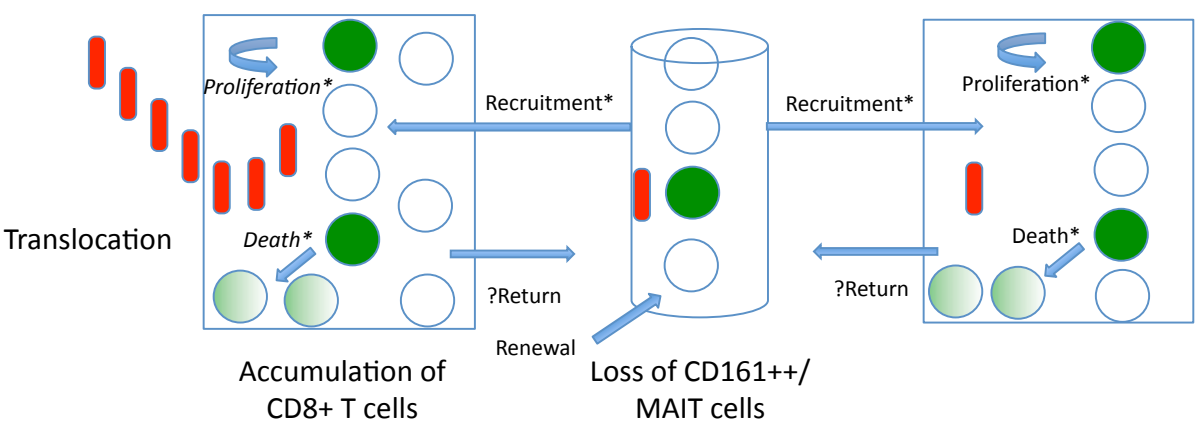 Proliferation*
Recruitment*
Recruitment*
Proliferation*
Translocation
Death*
?Return
Renewal
?Return
Death*
Accumulation of
CD8+ T cells
Loss of CD161++/
MAIT cells